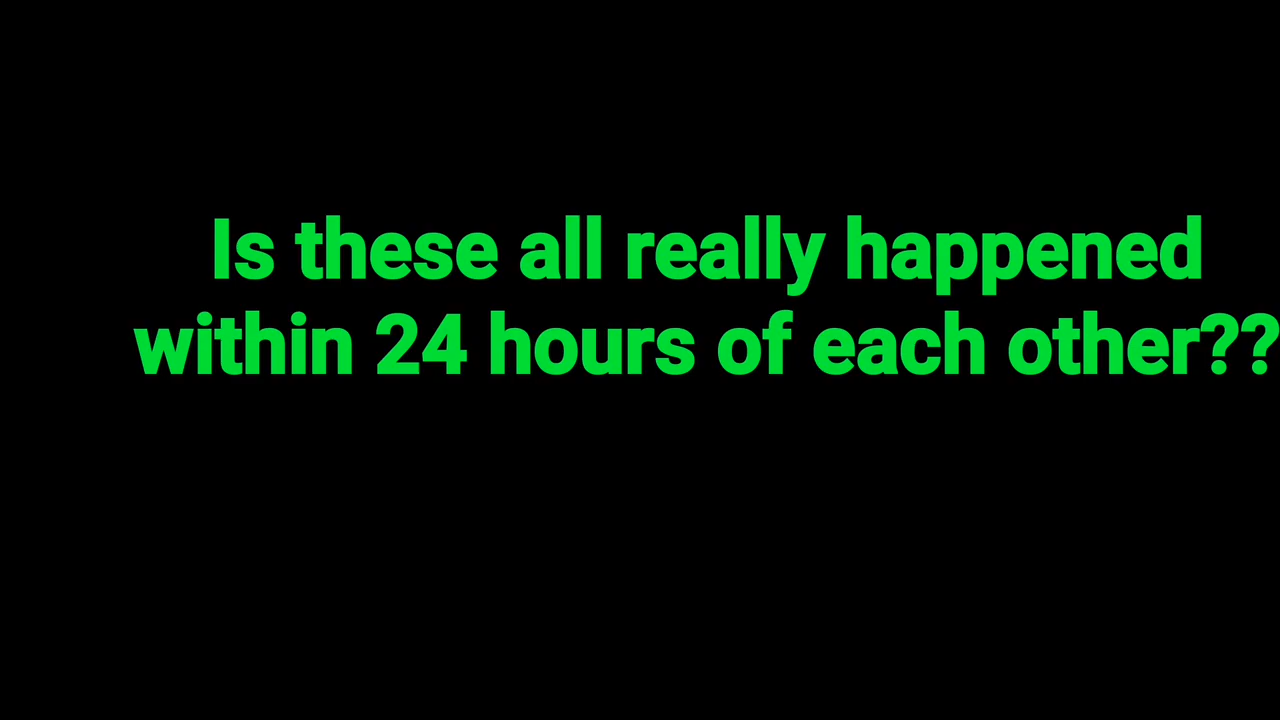 Is these all really happened
within 24 hours of each other??